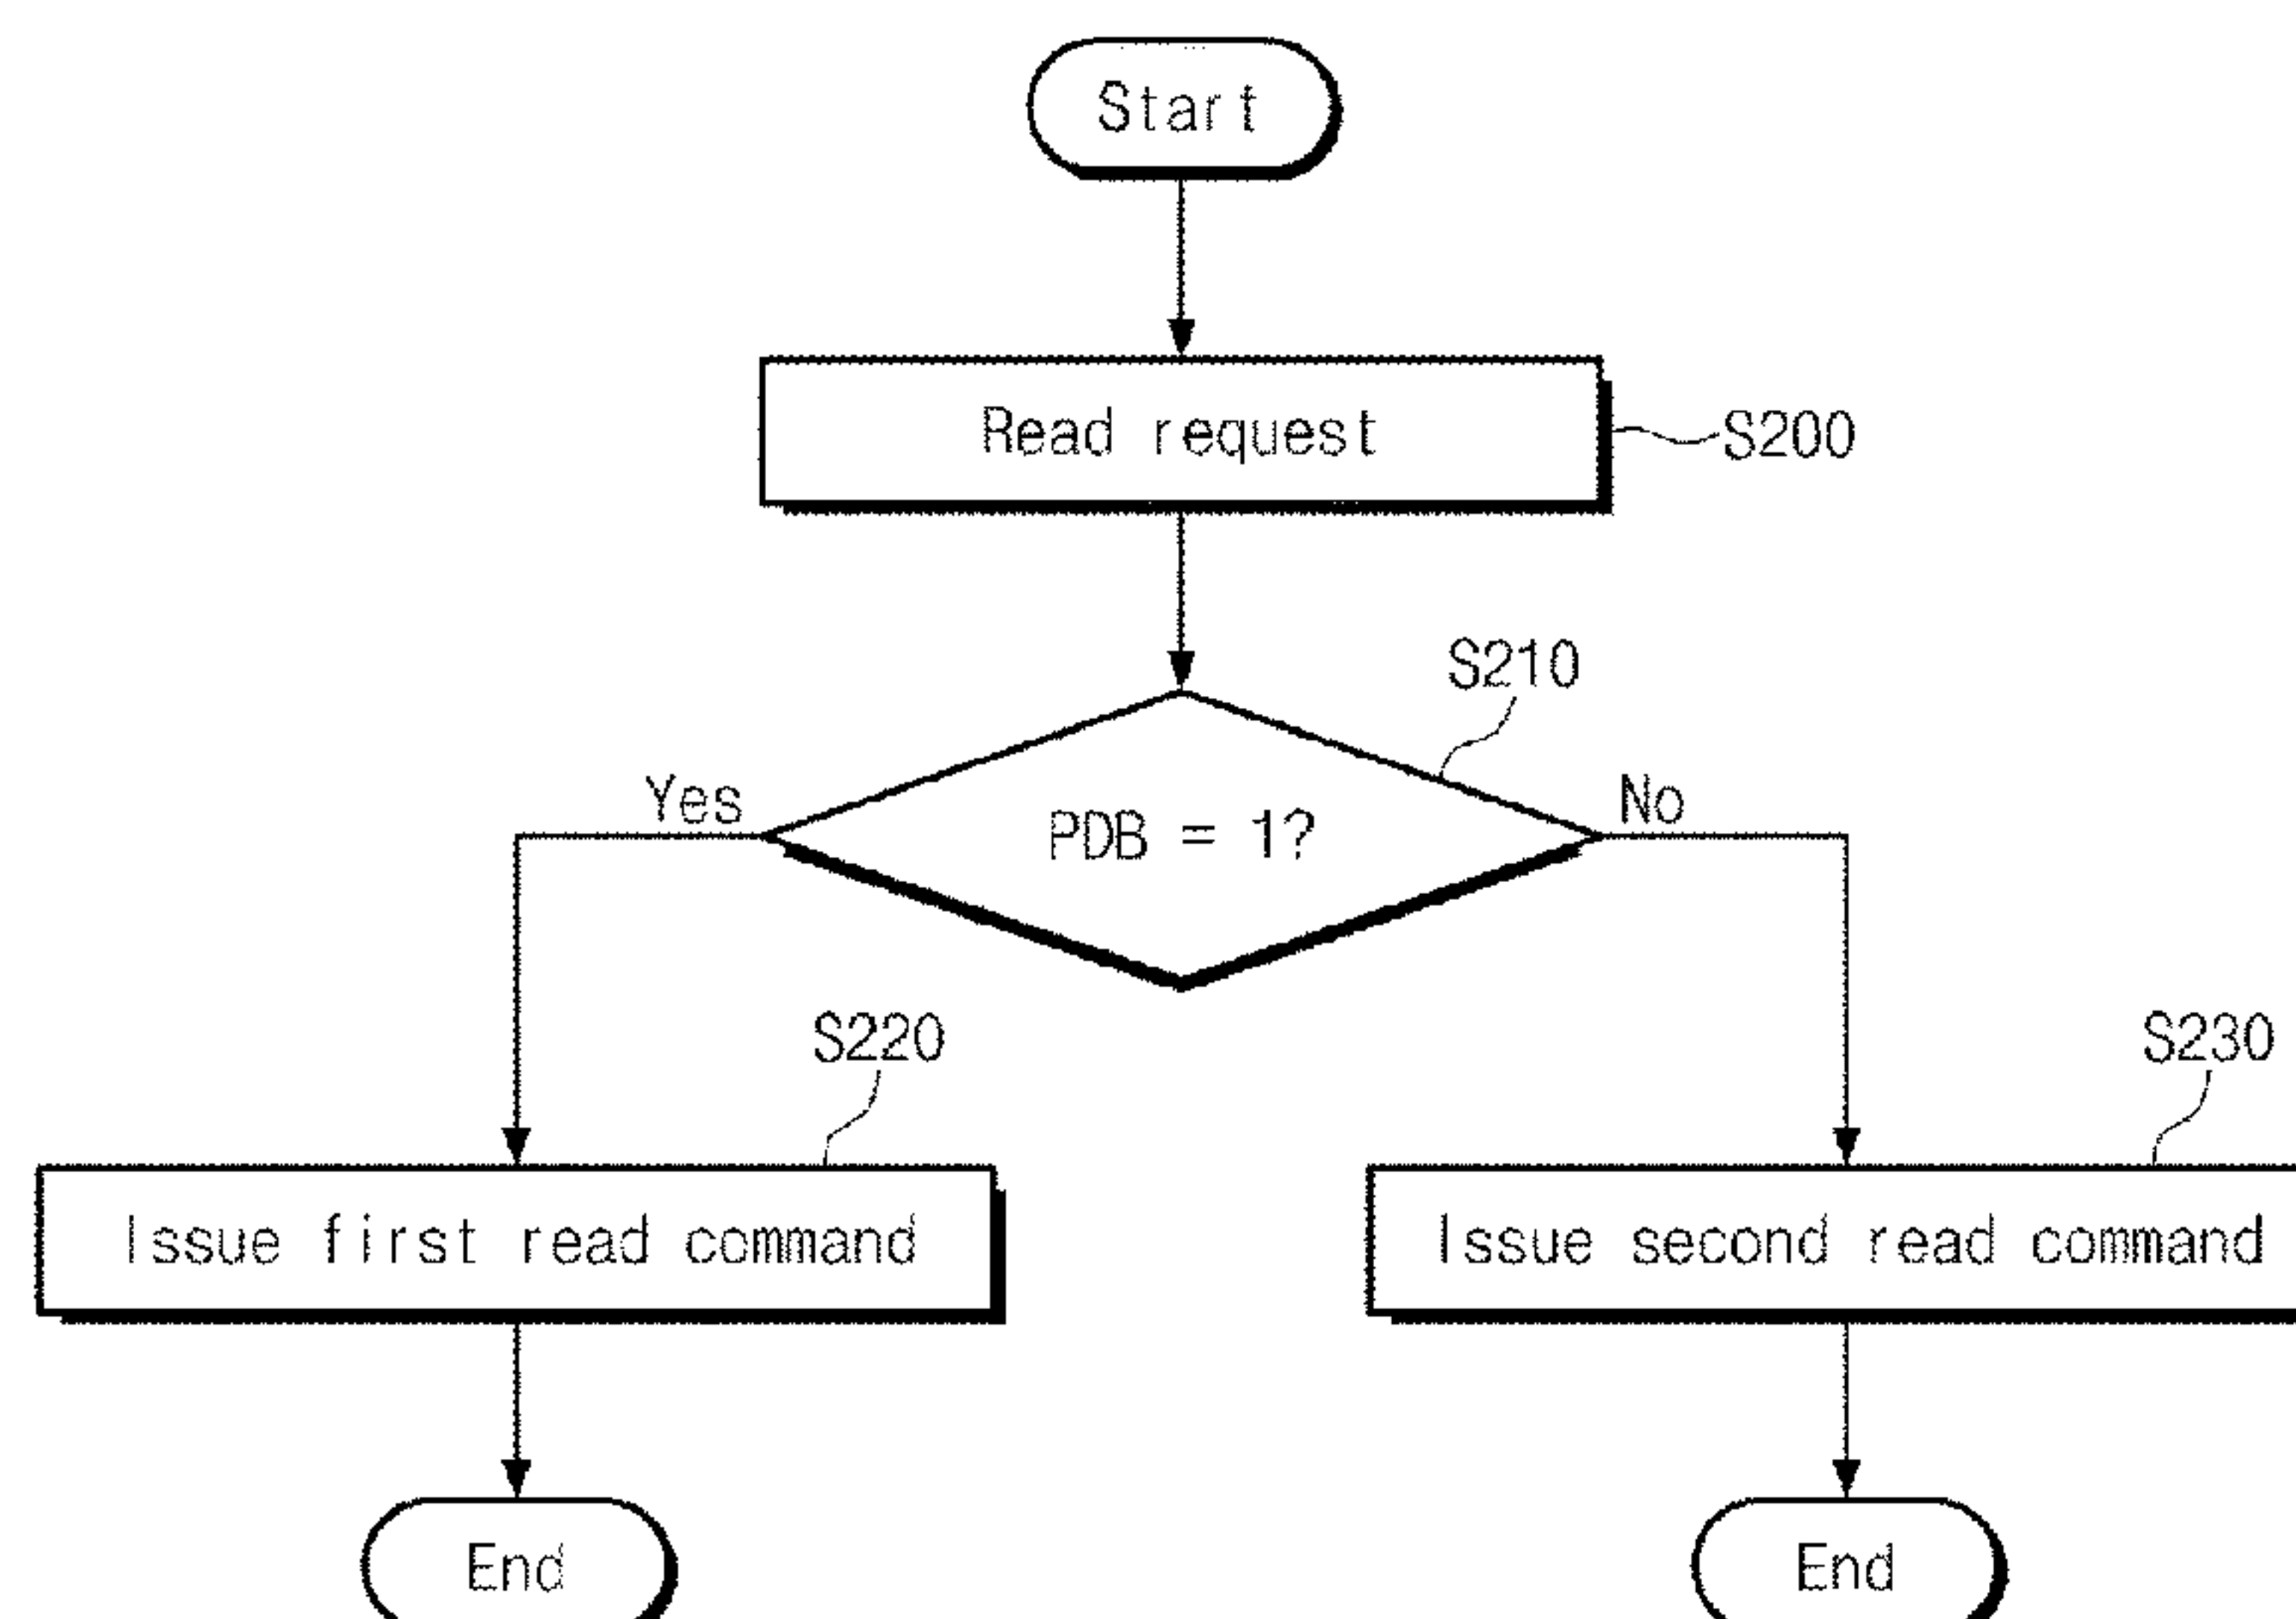 Start
Read request
S200
S210
Yes
PDB = 1?
No
S220
S230
Issue first read command
Issue second read command
End
End